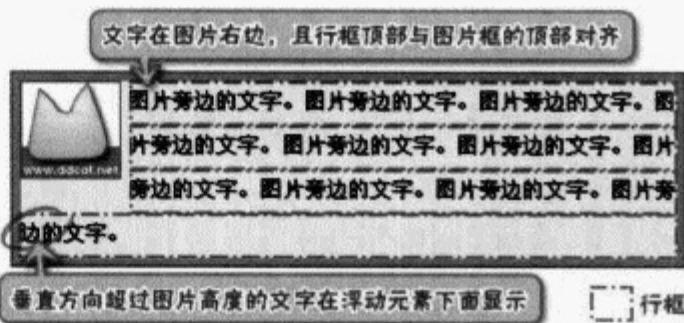 文字在图片右边，且行框顶部与图片框的顶部对齐
图片旁边的文字。图片旁边的文字。图片旁边的文字。图
片旁边的文字。图片旁边的文字。图片旁边的文字。图片
www.ddcat.net
旁边的文字。图片旁边的文字。图片旁边的文字。图片旁
边的文字。
垂直方向超过图片高度的文字在浮动元素下面显示
行框